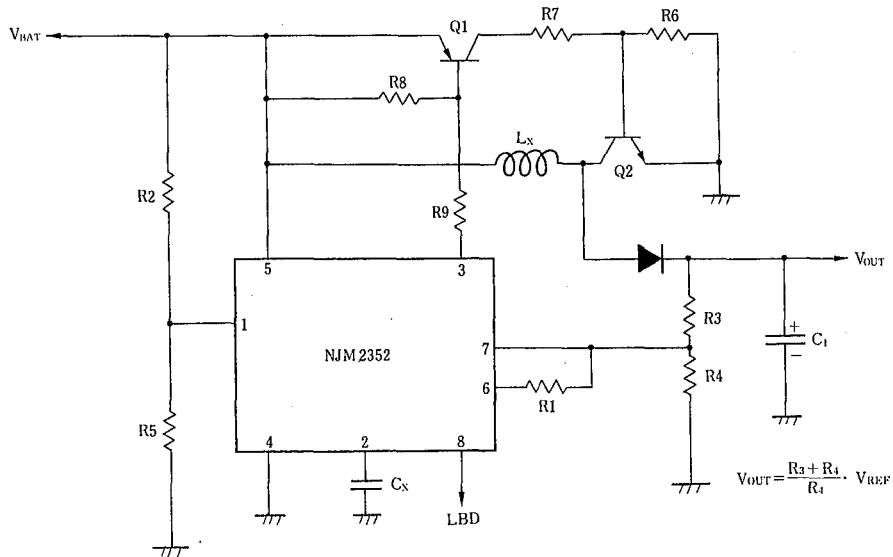 Q1
R7
R6
VBAT
R8
Lx
Q2
R2
R9
5
3
VOUT
1
R3
NJM2352
7
C1
R4
6
R1
R5
4
2
8
Cx
LBD
VOUT = R3 + R4 / R4 · VREF
+
−